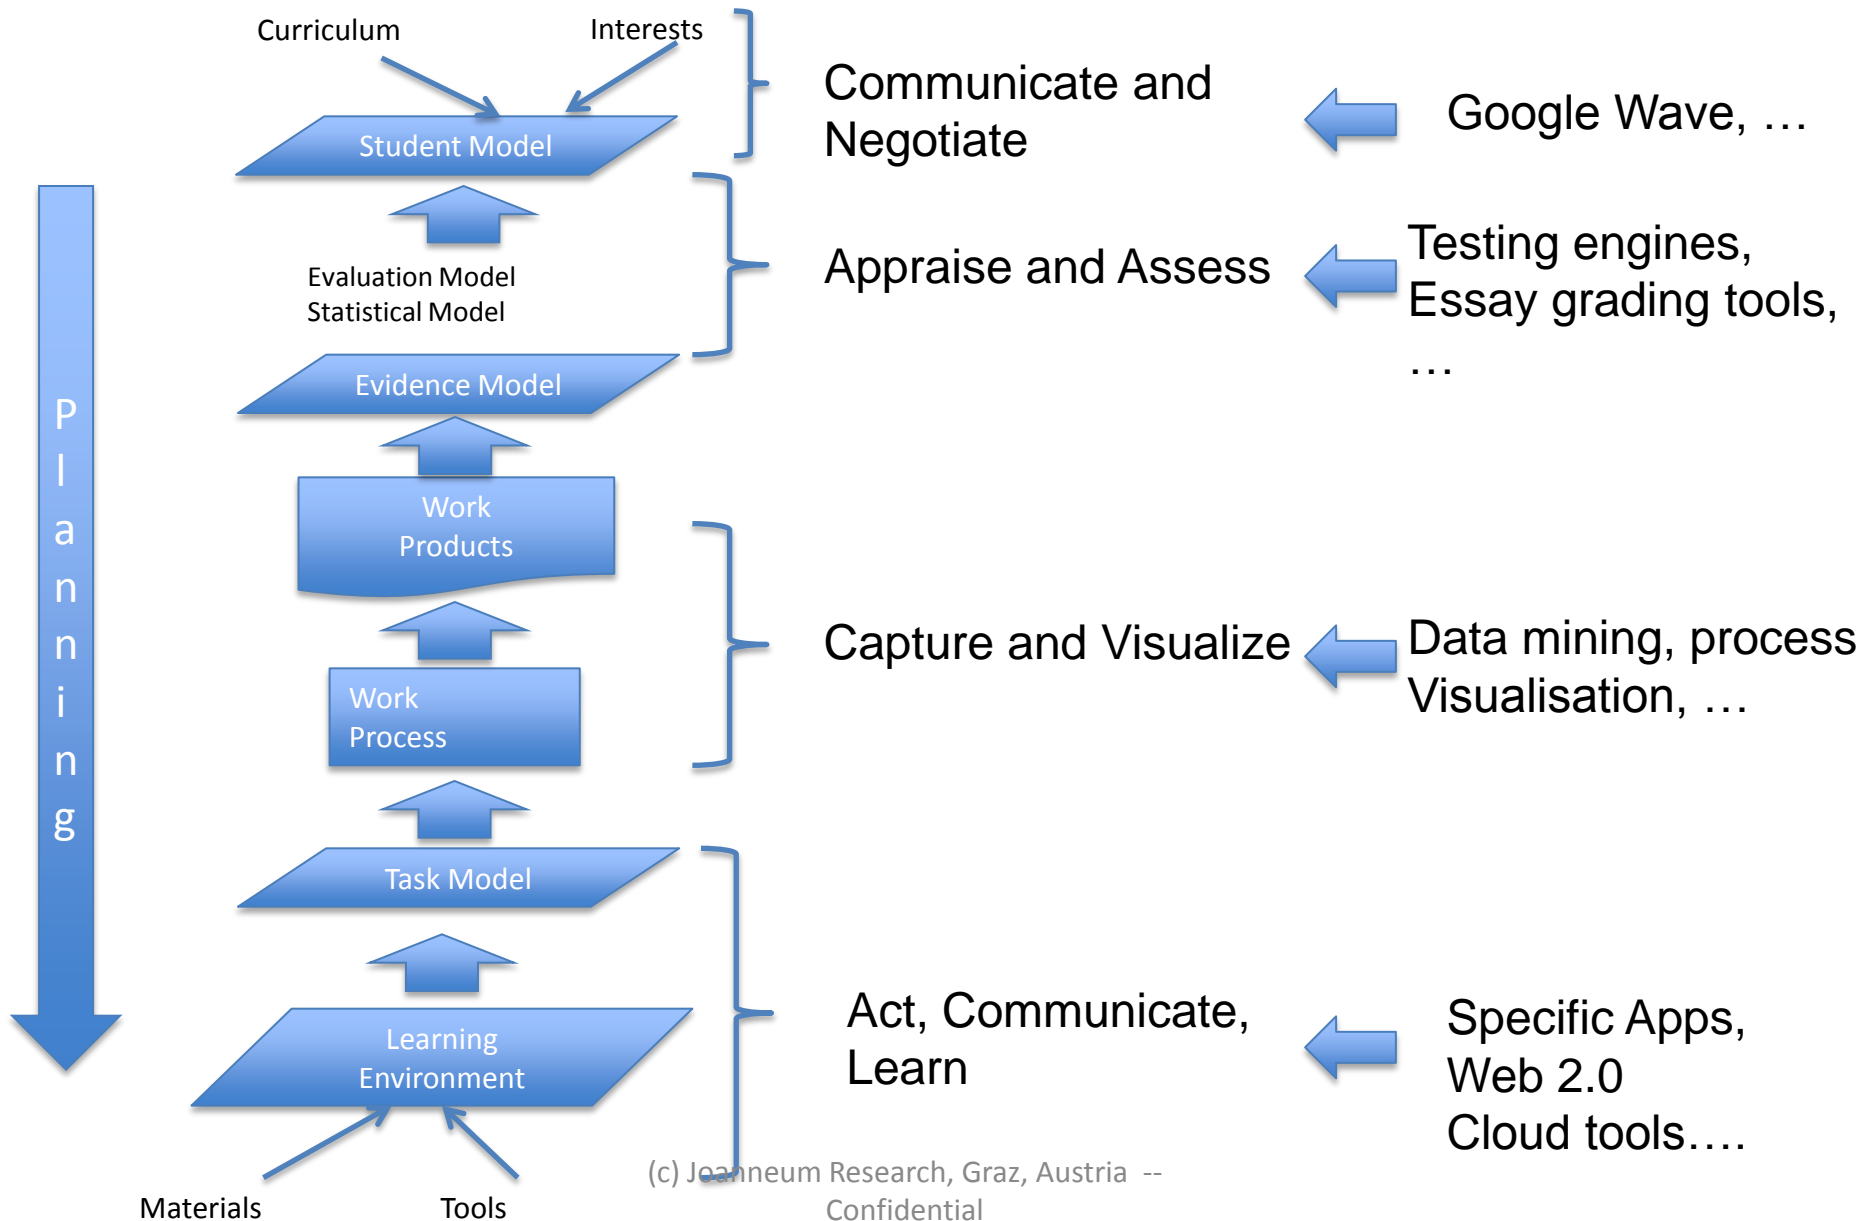 Curriculum
Interests
Student Model
Communicate and
Negotiate
Google Wave, …
Evaluation Model
Statistical Model
Appraise and Assess
Testing engines,
Essay grading tools,
…
Evidence Model
Planning
Work
Products
Work
Process
Capture and Visualize
Data mining, process
Visualisation, …
Task Model
Learning
Environment
Act, Communicate,
Learn
Specific Apps,
Web 2.0
Cloud tools….
Materials
Tools
(c) Joanneum Research, Graz, Austria --
Confidential